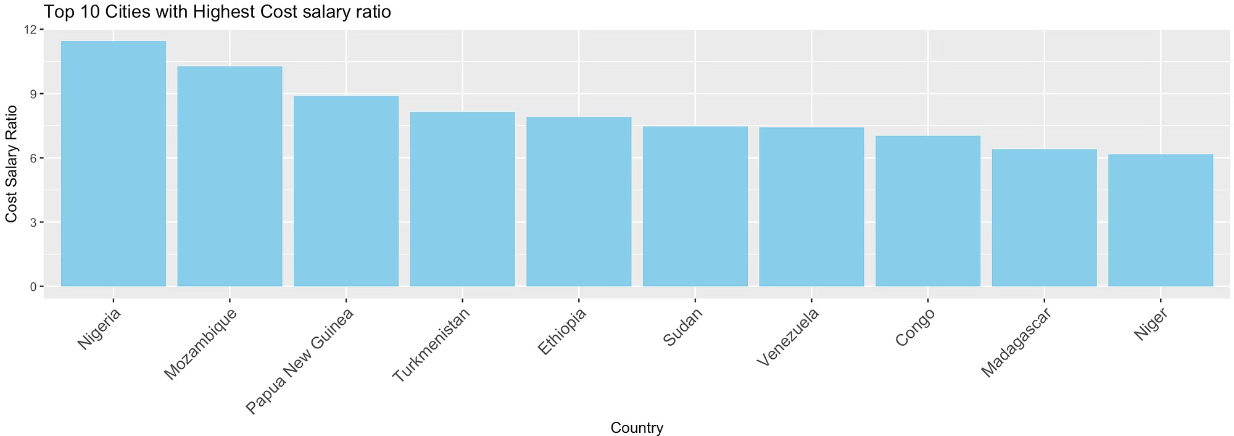 Top 10 Cities with Highest Cost salary ratio
12
9
6
3
0
Cost Salary Ratio
Nigeria
Mozambique
Papua New Guinea
Turkmenistan
Ethiopia
Sudan
Venezuela
Congo
Madagascar
Niger
Country